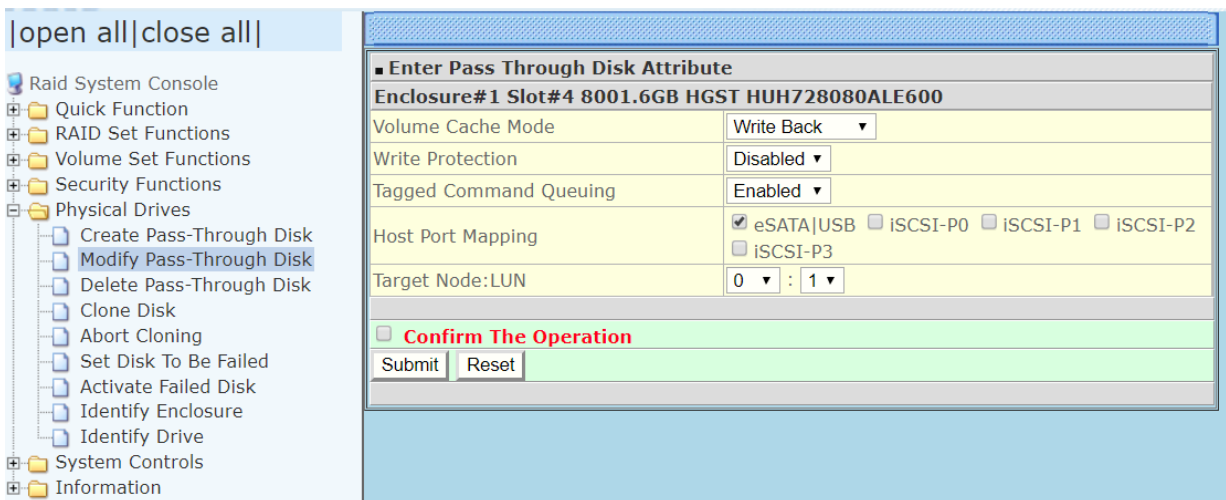 |open all|close all|
Raid System Console
Quick Function
RAID Set Functions
Volume Set Functions
Security Functions
Physical Drives
Create Pass-Through Disk
Modify Pass-Through Disk
Delete Pass-Through Disk
Clone Disk
Abort Cloning
Set Disk To Be Failed
Activate Failed Disk
Identify Enclosure
Identify Drive
System Controls
Information
Enter Pass Through Disk Attribute
Enclosure#1 Slot#4 8001.6GB HGST HUH728080ALE600
Volume Cache Mode Write Back
Write Protection Disabled
Tagged Command Queuing Enabled
Host Port Mapping eSATA|USB iSCSI-P0 iSCSI-P1 iSCSI-P2
iSCSI-P3
Target Node:LUN 0 : 1
Confirm The Operation
Submit Reset